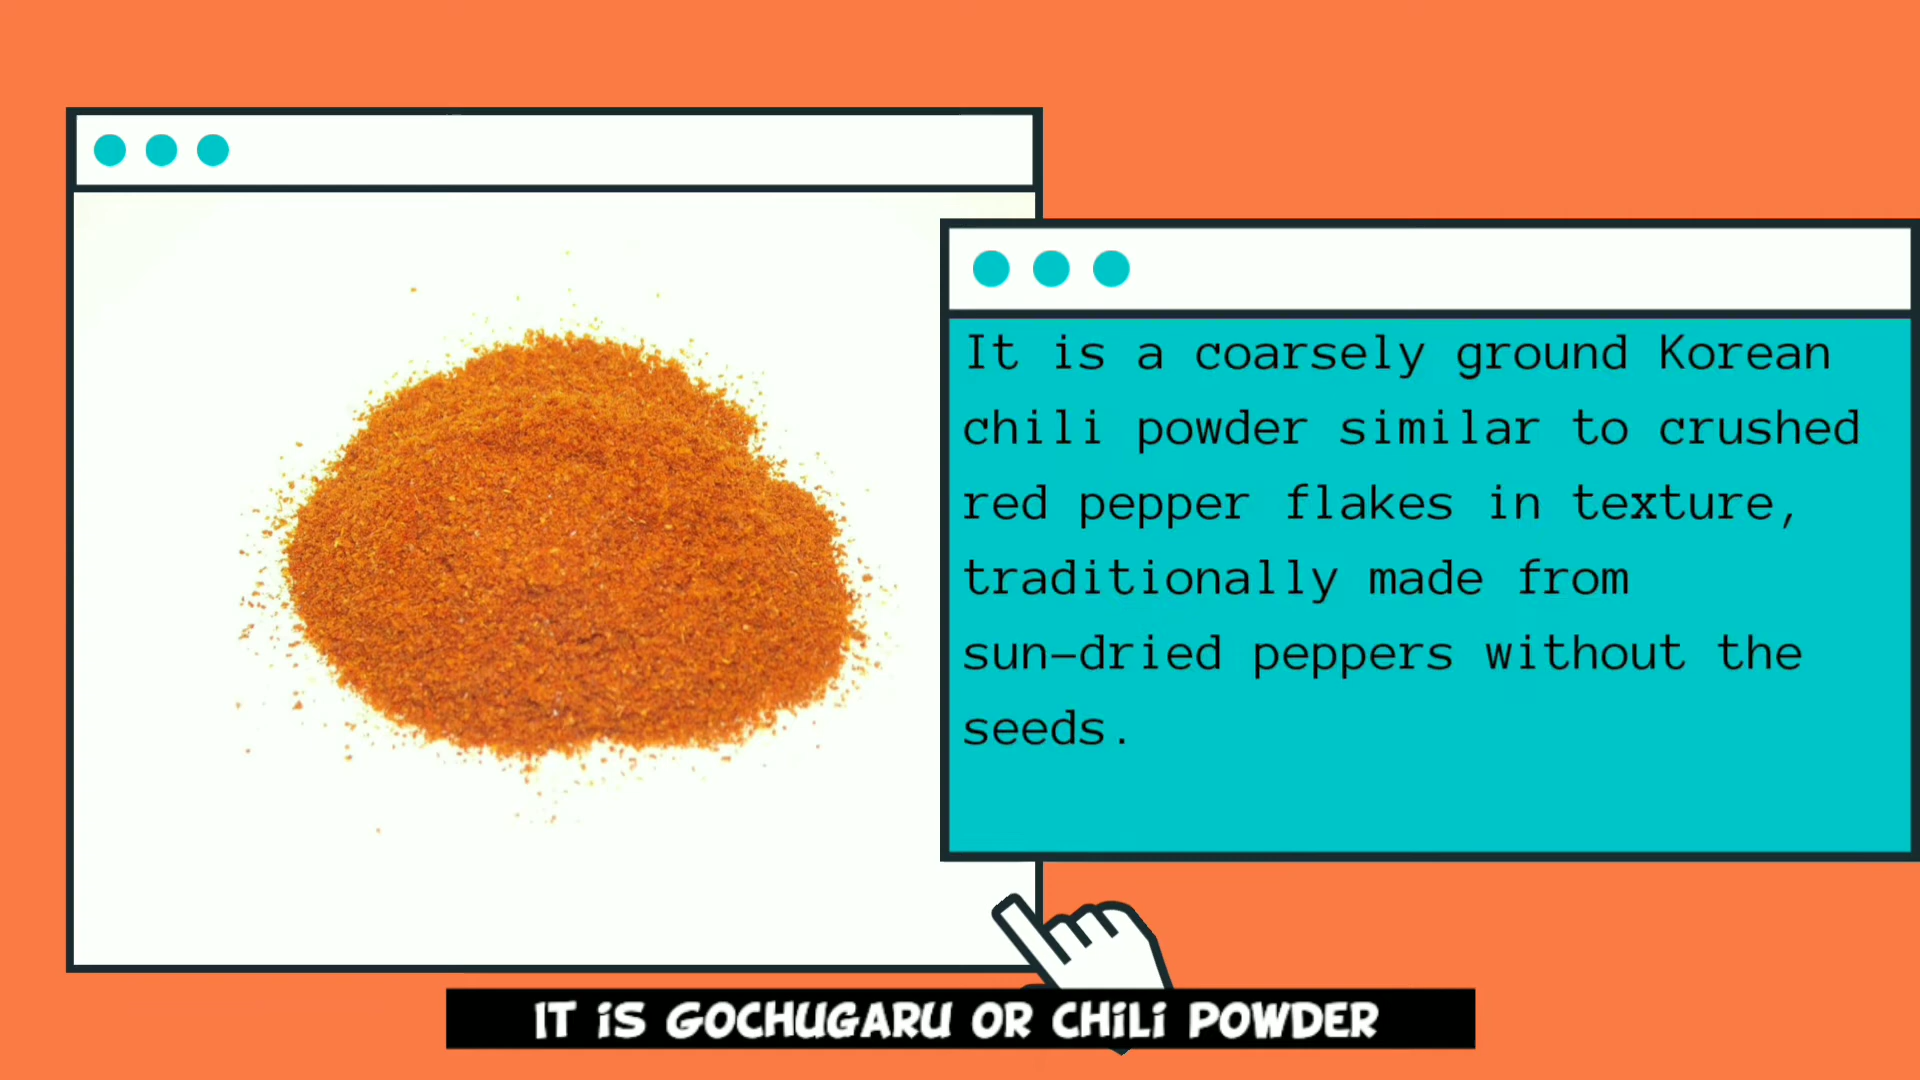 It is a coarsely ground Korean
chili powder similar to crushed
red pepper flakes in texture,
traditionally made from
sun-dried peppers without the
seeds.
IT iS GOCHUGARU OR CHiLi POWDER